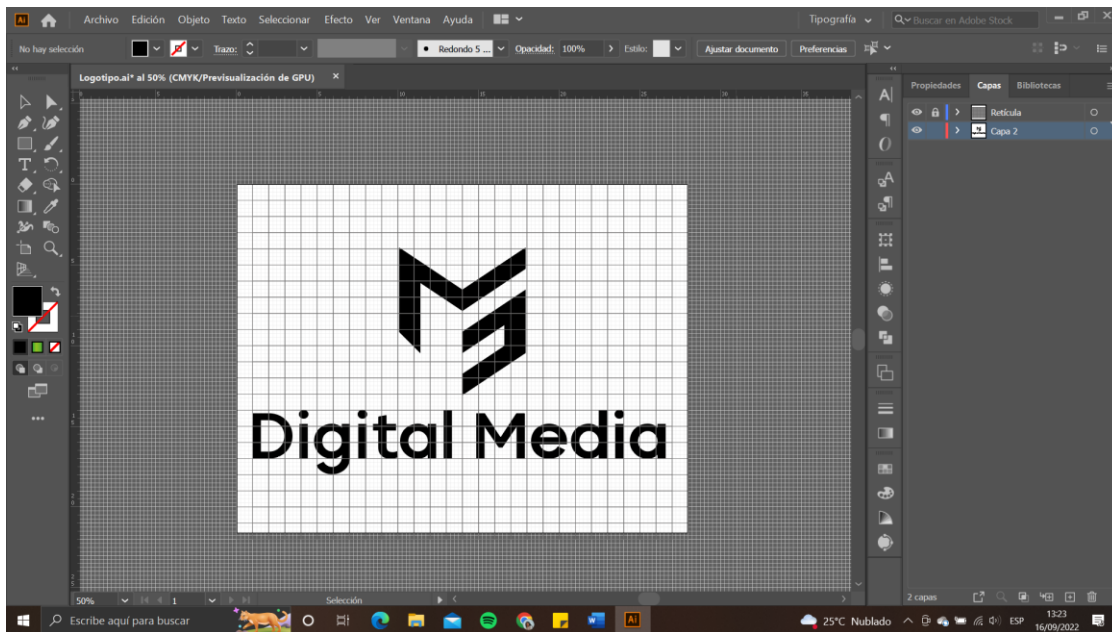 Ai Archivo Edición Objeto Texto Seleccionar Efecto Ver Ventana Ayuda Tipografía Buscar en Adobe Stock
No hay selección Trazo: Redondo 5 ... Opacidad: 100% Estilo: Ajustar documento Preferencias
Logotipo.ai* al 50% (CMYK/Previsualización de GPU) ×
Propiedades Capas Bibliotecas
Retícula
Capa 2
Digital Media
50% 1 Selección
2 capas
Escribe aquí para buscar
25°C Nublado
ESP
13:23
16/09/2022